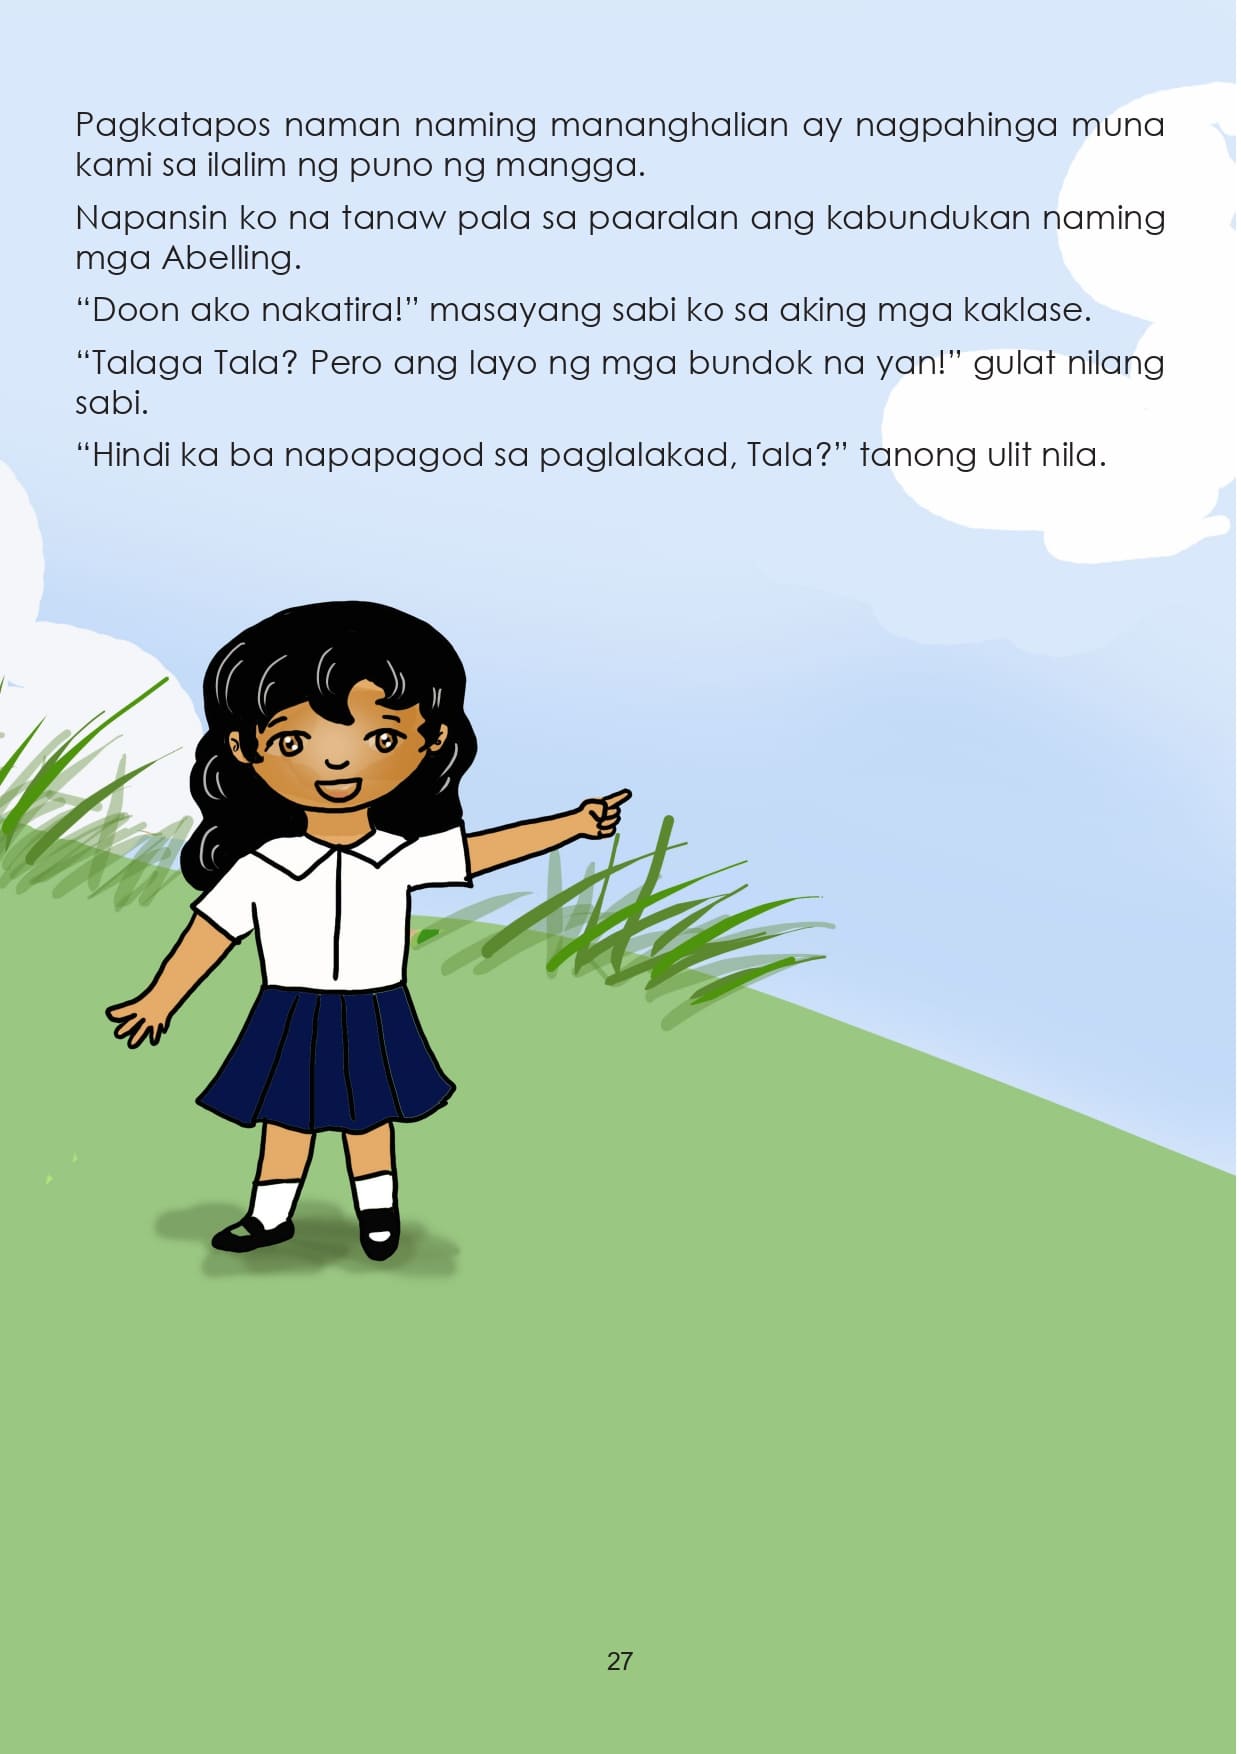 Pagkatapos naman naming mananghalian ay nagpahinga muna
kami sa ilalim ng puno ng mangga.
Napansin ko na tanaw pala sa paaralan ang kabundukan naming
mga Abelling.
“Doon ako nakatira!” masayang sabi ko sa aking mga kaklase.
“Talaga Tala? Pero ang layo ng mga bundok na yan!” gulat nilang
sabi.
“Hindi ka ba napapagod sa paglalakad, Tala?” tanong ulit nila.
27